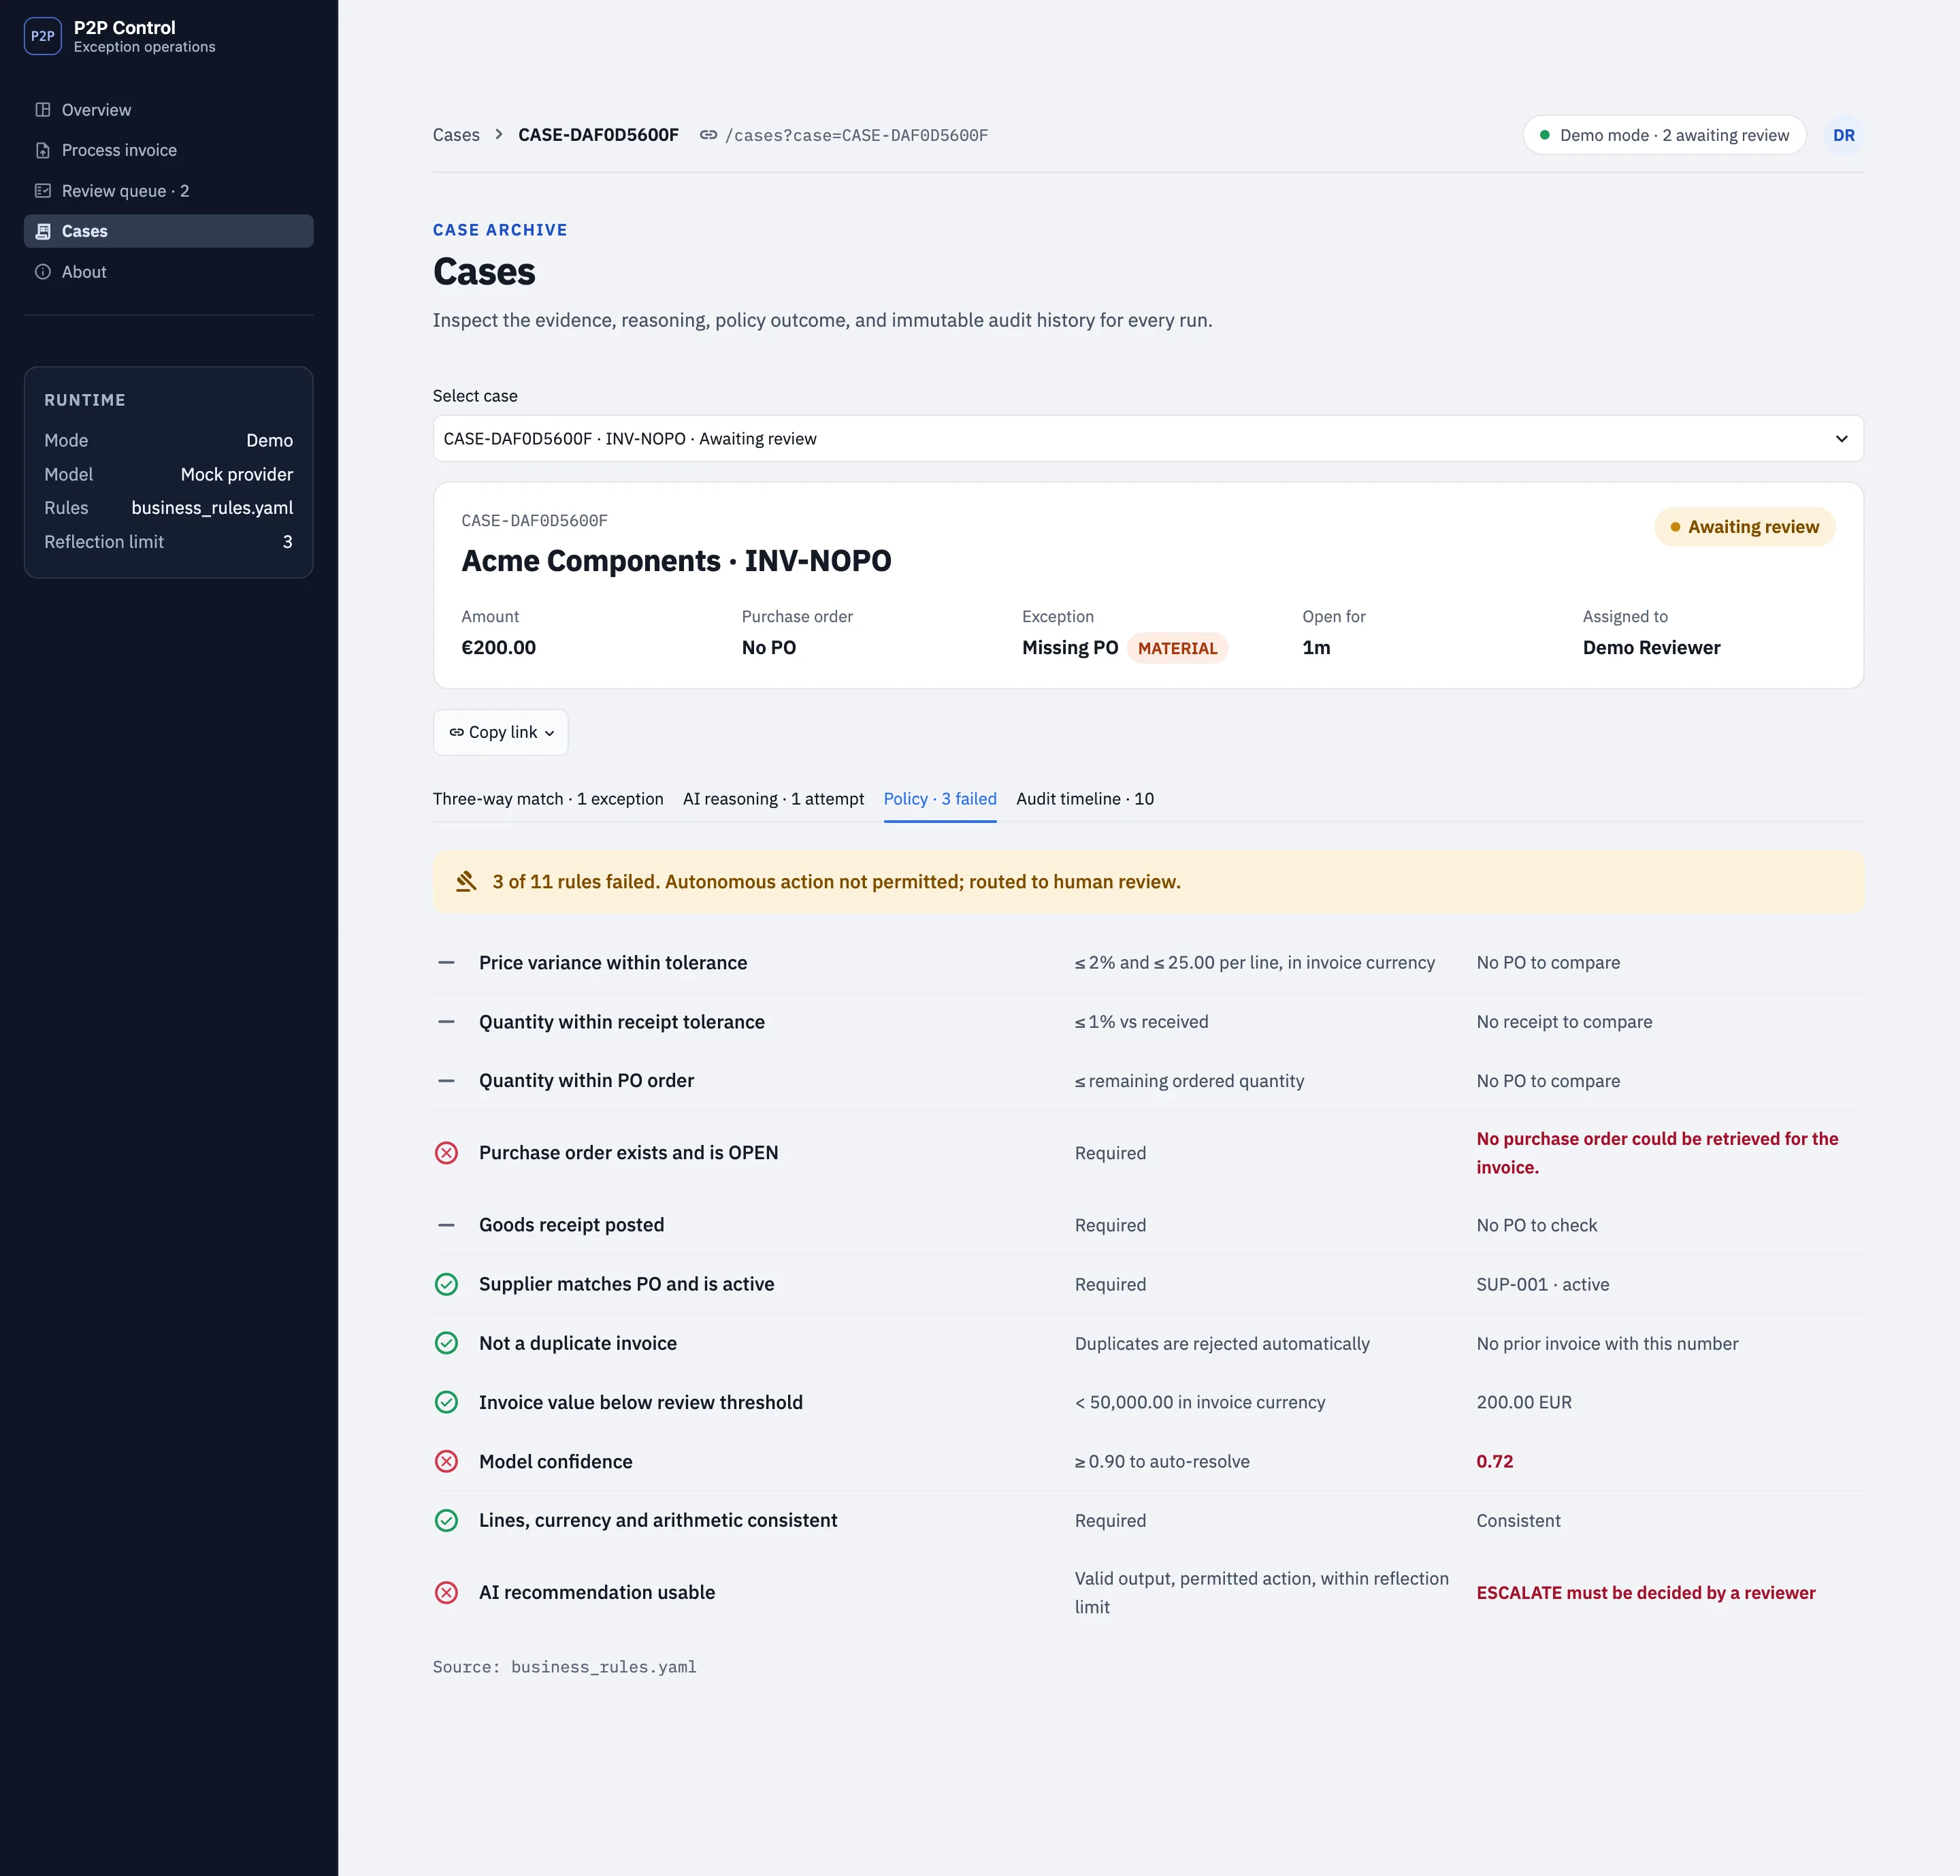 P2P
P2P Control
Exception operations
Overview
Process invoice
Review queue · 2
Cases
About
RUNTIME
Mode Demo
Model Mock provider
Rules business_rules.yaml
Reflection limit 3
Cases CASE-DAF0D5600F /cases?case=CASE-DAF0D5600F
Demo mode · 2 awaiting review DR
CASE ARCHIVE
Cases
Inspect the evidence, reasoning, policy outcome, and immutable audit history for every run.
Select case
CASE-DAF0D5600F · INV-NOPO · Awaiting review
CASE-DAF0D5600F
Awaiting review
Acme Components · INV-NOPO
Amount Purchase order Exception Open for Assigned to
€200.00 No PO Missing PO MATERIAL 1m Demo Reviewer
Copy link
Three-way match · 1 exception AI reasoning · 1 attempt Policy · 3 failed Audit timeline · 10
3 of 11 rules failed. Autonomous action not permitted; routed to human review.
Price variance within tolerance ≤ 2% and ≤ 25.00 per line, in invoice currency No PO to compare
Quantity within receipt tolerance ≤ 1% vs received No receipt to compare
Quantity within PO order ≤ remaining ordered quantity No PO to compare
Purchase order exists and is OPEN Required No purchase order could be retrieved for the
invoice.
Goods receipt posted Required No PO to check
Supplier matches PO and is active Required SUP-001 · active
Not a duplicate invoice Duplicates are rejected automatically No prior invoice with this number
Invoice value below review threshold < 50,000.00 in invoice currency 200.00 EUR
Model confidence ≥ 0.90 to auto-resolve 0.72
Lines, currency and arithmetic consistent Required Consistent
AI recommendation usable Valid output, permitted action, within reflection
limit ESCALATE must be decided by a reviewer
Source: business_rules.yaml